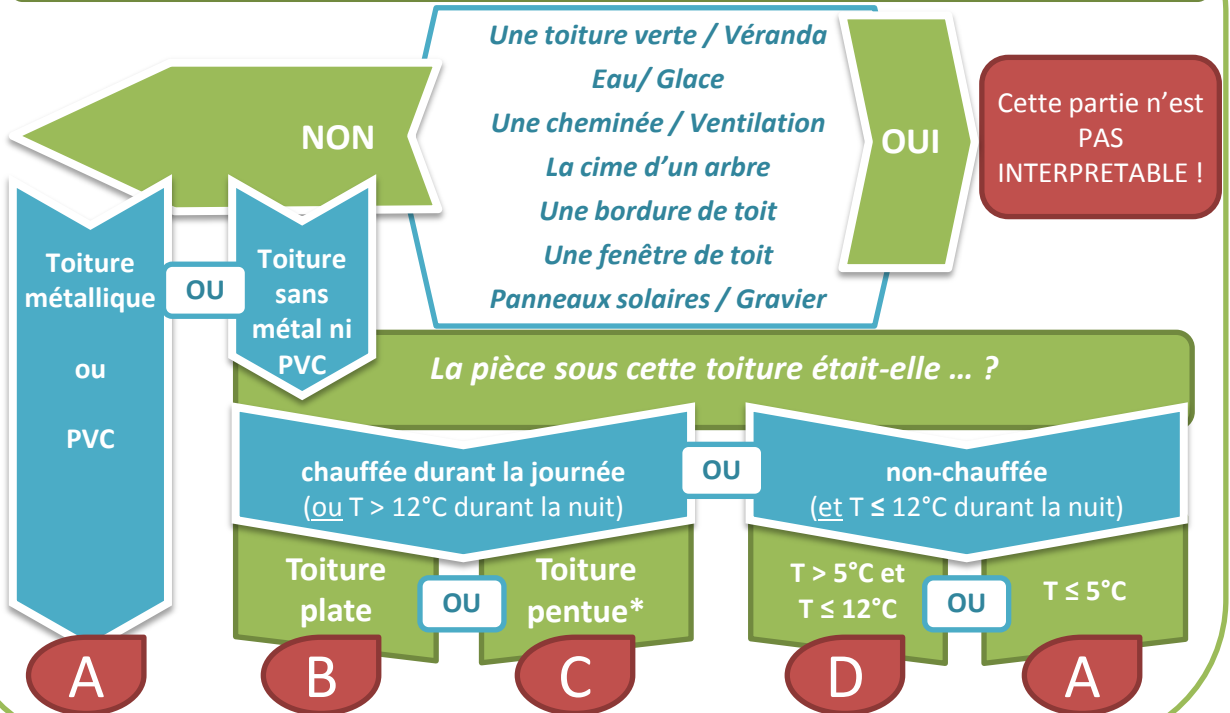 Une toiture verte / Véranda
Eau/ Glace
Une cheminée / Ventilation
La cime d'un arbre
Une bordure de toit
Une fenêtre de toit
Panneaux solaires / Gravier
NON
OUI
Cette partie n'est
PAS
INTERPRETABLE !
Toiture
métallique
ou
PVC
OU
Toiture
sans
métal ni
PVC
La pièce sous cette toiture était-elle … ?
chauffée durant la journée
(ou T > 12°C durant la nuit)
OU
non-chauffée
(et T ≤ 12°C durant la nuit)
Toiture
plate
OU
Toiture
pentue*
T > 5°C et
T ≤ 12°C
OU
T ≤ 5°C
A
B
C
D
A